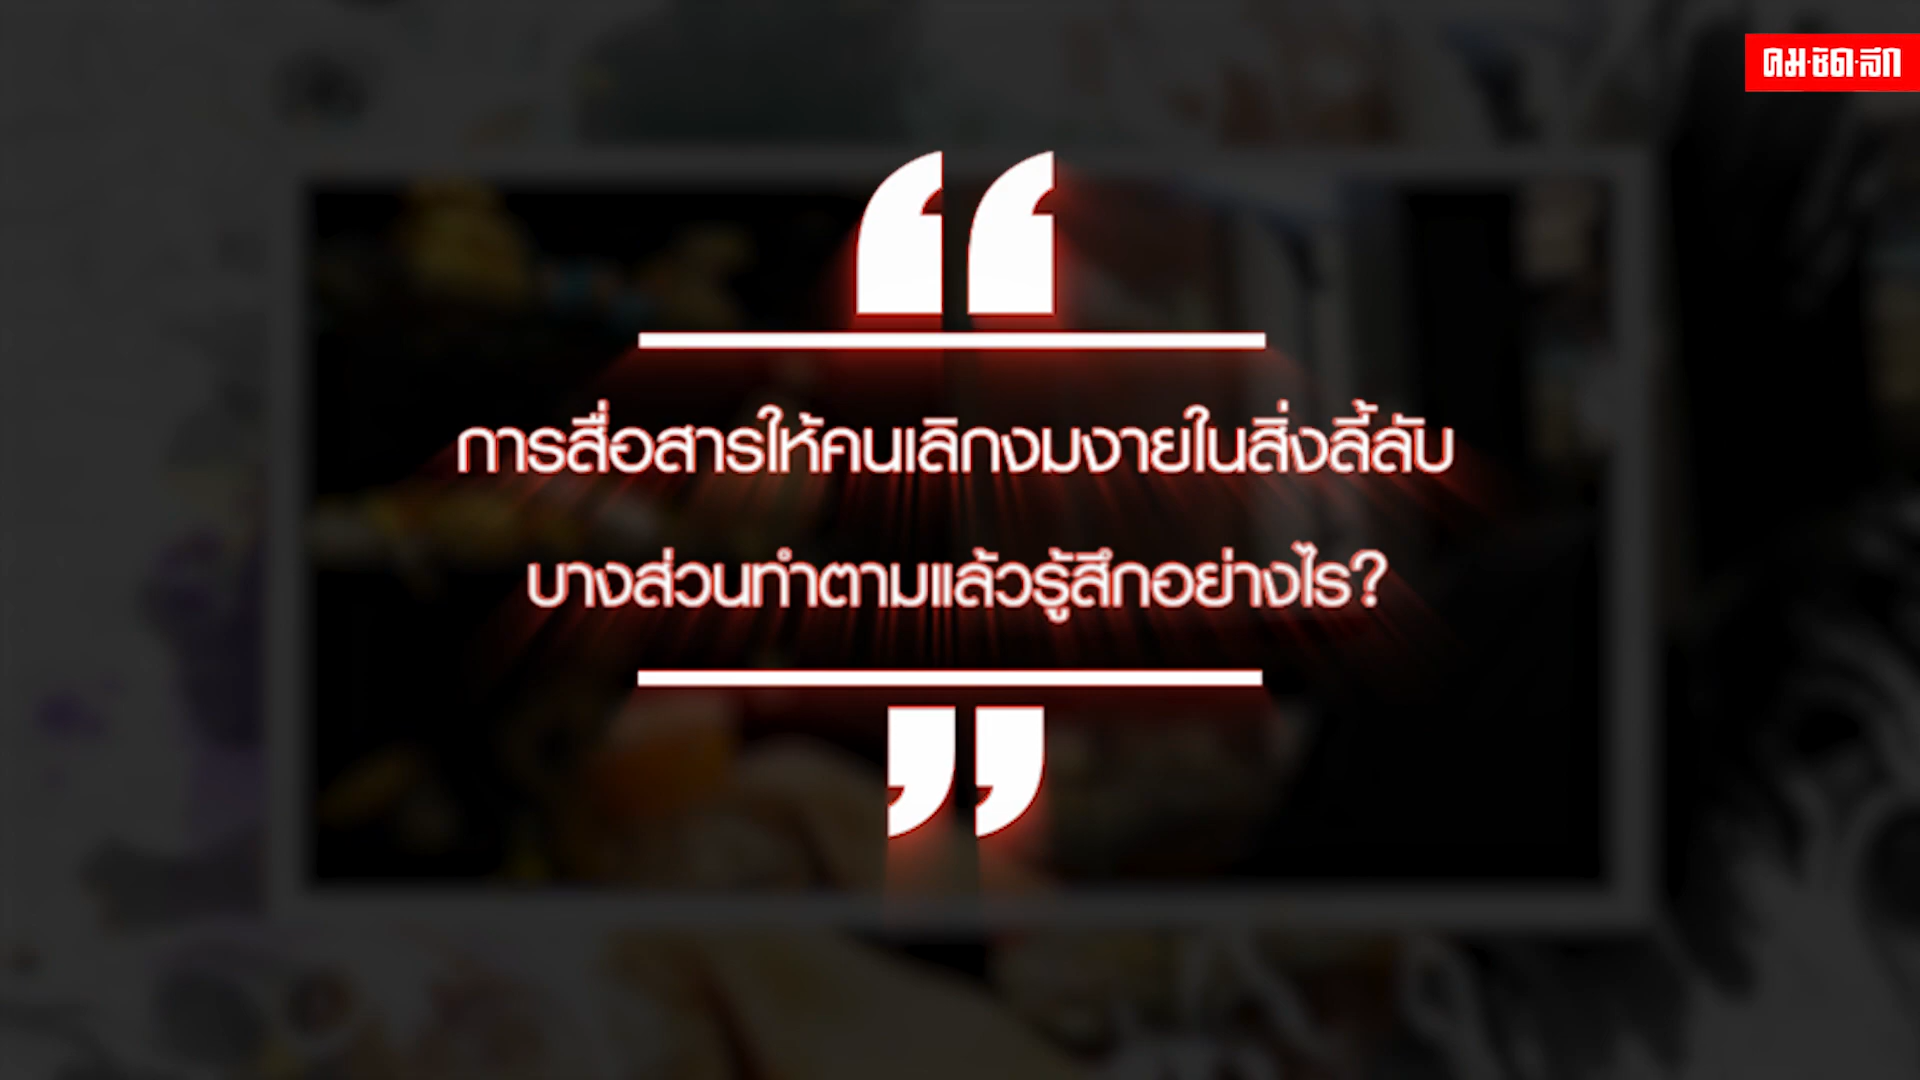 คม·ชัด·ลึก
การสื่อสารให้คนเลิกงมงายในสิ่งลี้ลับ
บางส่วนทำตามแล้วรู้สึกอย่างไร?